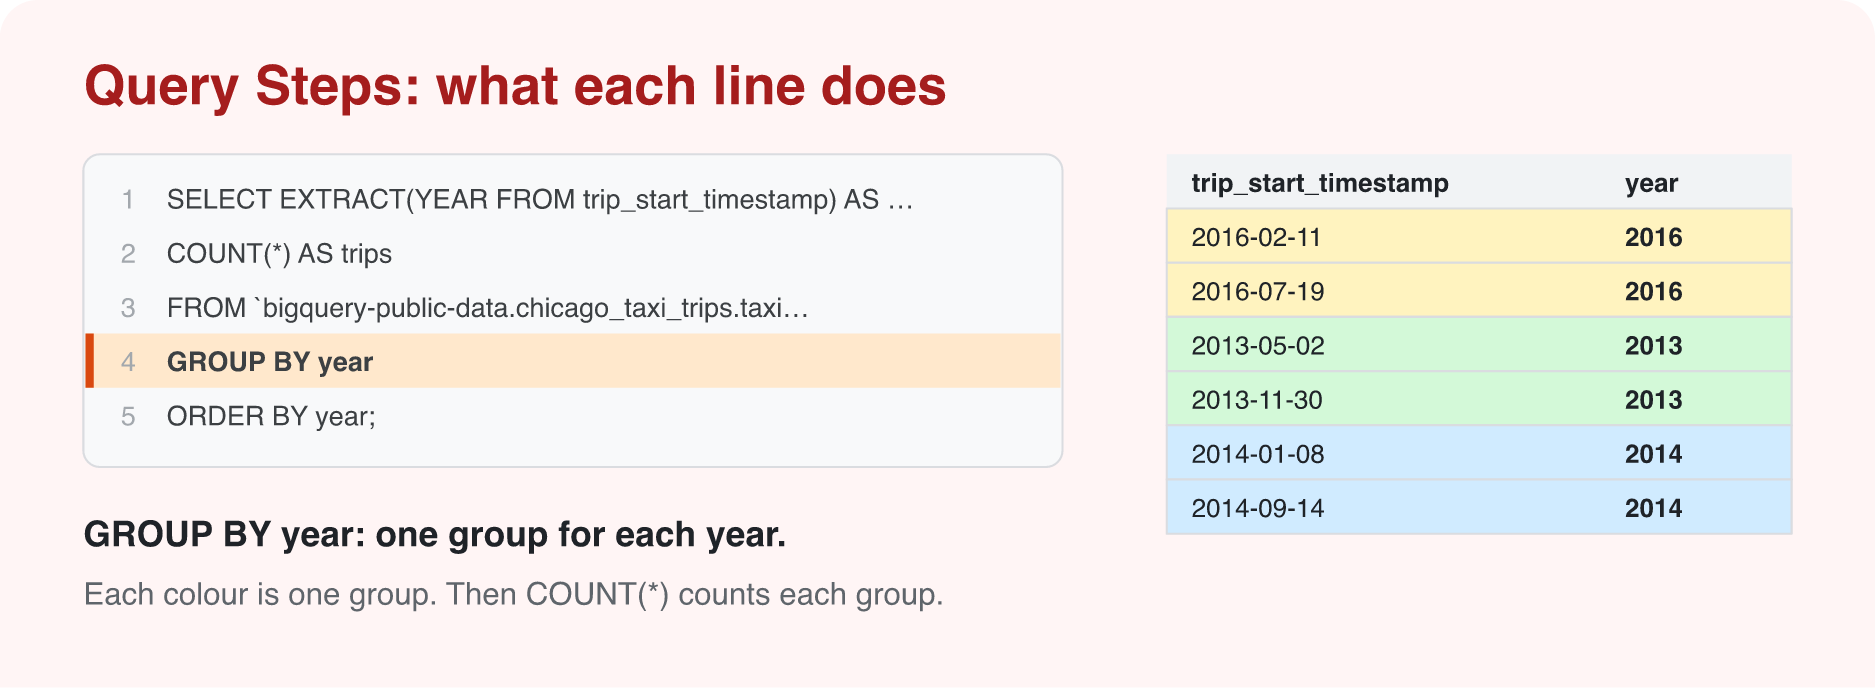 Query Steps: what each line does
1 SELECT EXTRACT(YEAR FROM trip_start_timestamp) AS …
2 COUNT(*) AS trips
3 FROM `bigquery-public-data.chicago_taxi_trips.taxi…
4 GROUP BY year
5 ORDER BY year;
GROUP BY year: one group for each year.
Each colour is one group. Then COUNT(*) counts each group.
trip_start_timestamp year
2016-02-11 2016
2016-07-19 2016
2013-05-02 2013
2013-11-30 2013
2014-01-08 2014
2014-09-14 2014